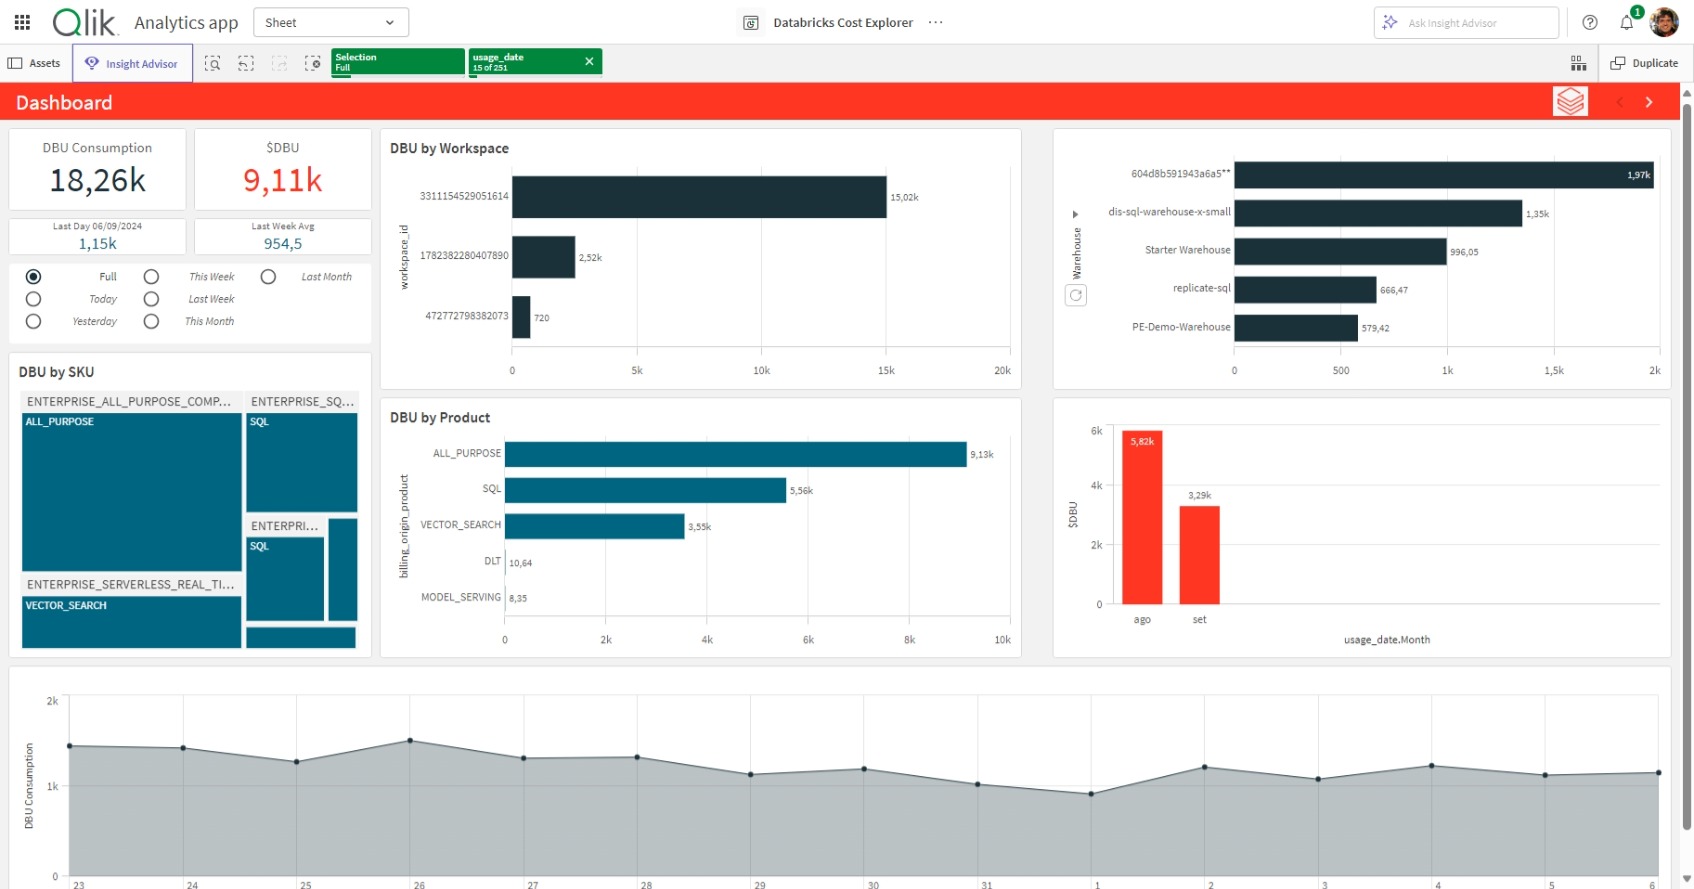 Qlik
Analytics app
Sheet
Databricks Cost Explorer
...
Ask Insight Advisor
1
Assets
Insight Advisor
Selection
Full
usage_date
15 of 251
Duplicate
Dashboard
DBU Consumption
18,26k
$DBU
9,11k
Last Day 06/09/2024
1,15k
Last Week Avg
954,5
Full
This Week
Last Month
Today
Last Week
Yesterday
This Month
DBU by SKU
ENTERPRISE_ALL_PURPOSE_COMP...
ALL_PURPOSE
ENTERPRISE_SQ...
SQL
ENTERPRI...
SQL
ENTERPRISE_SERVERLESS_REAL_TI...
VECTOR_SEARCH
DBU by Workspace
workspace_id
3311154529051614
15,02k
1782382280407890
2,52k
472772798382073
720
0
5k
10k
15k
20k
Warehouse
604d8b591943a6a5**
1,97k
dis-sql-warehouse-x-small
1,35k
Starter Warehouse
996,05
replicate-sql
666,47
PE-Demo-Warehouse
579,42
0
500
1k
1,5k
2k
DBU by Product
billing_origin_product
ALL_PURPOSE
9,13k
SQL
5,56k
VECTOR_SEARCH
3,55k
DLT
10,64
MODEL_SERVING
8,35
0
2k
4k
6k
8k
10k
$DBU
6k
4k
2k
0
5,82k
3,29k
ago
set
usage_date.Month
DBU Consumption
2k
1k
0
23
24
25
26
27
28
29
30
31
1
2
3
4
5
6